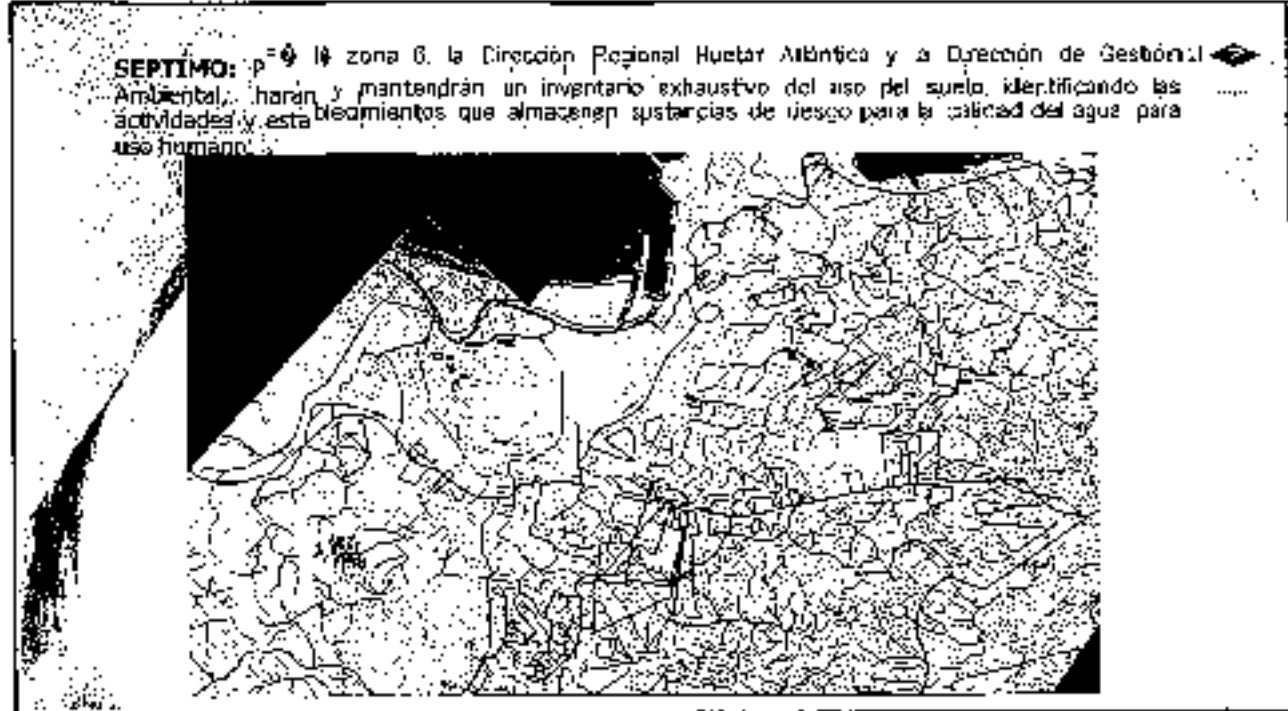 SEPTIMO: P la zona 6, la Dirección Regional Huetar Atlántica y la Dirección de Gestión
Ambiental, harán y mantendrán un inventario exhaustivo del uso del suelo, identificando las
actividades y establecimientos que almacenen sustancias de riesgo para la calidad del agua para
uso humano.